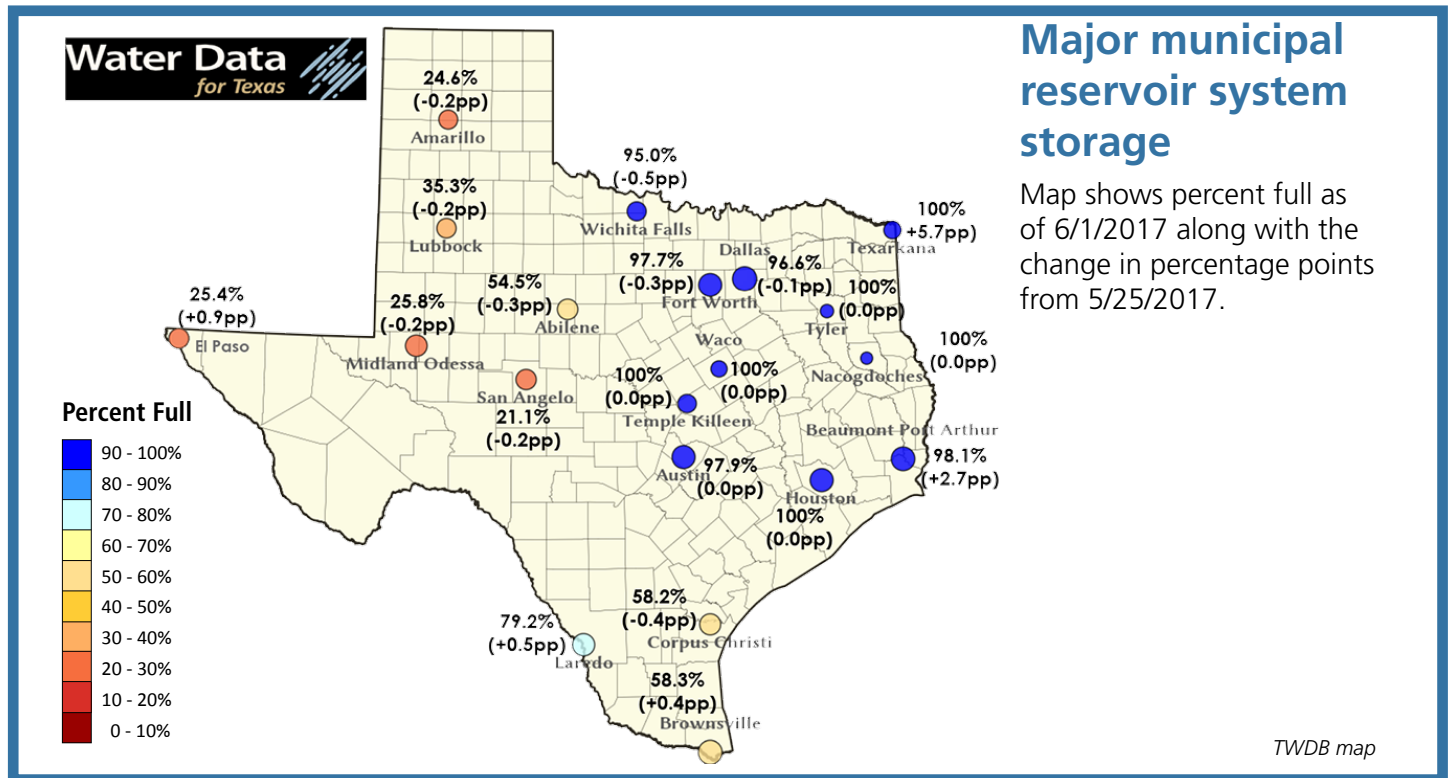 Water Data
for Texas
Major municipal
reservoir system
storage
Map shows percent full as
of 6/1/2017 along with the
change in percentage points
from 5/25/2017.
24.6%
(-0.2pp)
Amarillo
35.3%
(-0.2pp)
Lubbock
95.0%
(-0.5pp)
Wichita Falls
100%
+5.7pp)
Texarkana
Dallas
96.6%
(-0.1pp)
97.7%
(-0.3pp)
Fort Worth
100%
(0.0pp)
Tyler
54.5%
(-0.3pp)
Abilene
25.4%
(+0.9pp)
El Paso
25.8%
(-0.2pp)
Midland Odessa
San Angelo
21.1%
(-0.2pp)
Waco
100%
(0.0pp)
100%
(0.0pp)
Temple Killeen
100%
(0.0pp)
Nacogdoches
Beaumont Port Arthur
98.1%
(+2.7pp)
Austin
97.9%
(0.0pp)
Houston
100%
(0.0pp)
58.2%
(-0.4pp)
Corpus Christi
79.2%
(+0.5pp)
Laredo
58.3%
(+0.4pp)
Brownsville
Percent Full
90 - 100%
80 - 90%
70 - 80%
60 - 70%
50 - 60%
40 - 50%
30 - 40%
20 - 30%
10 - 20%
0 - 10%
TWDB map